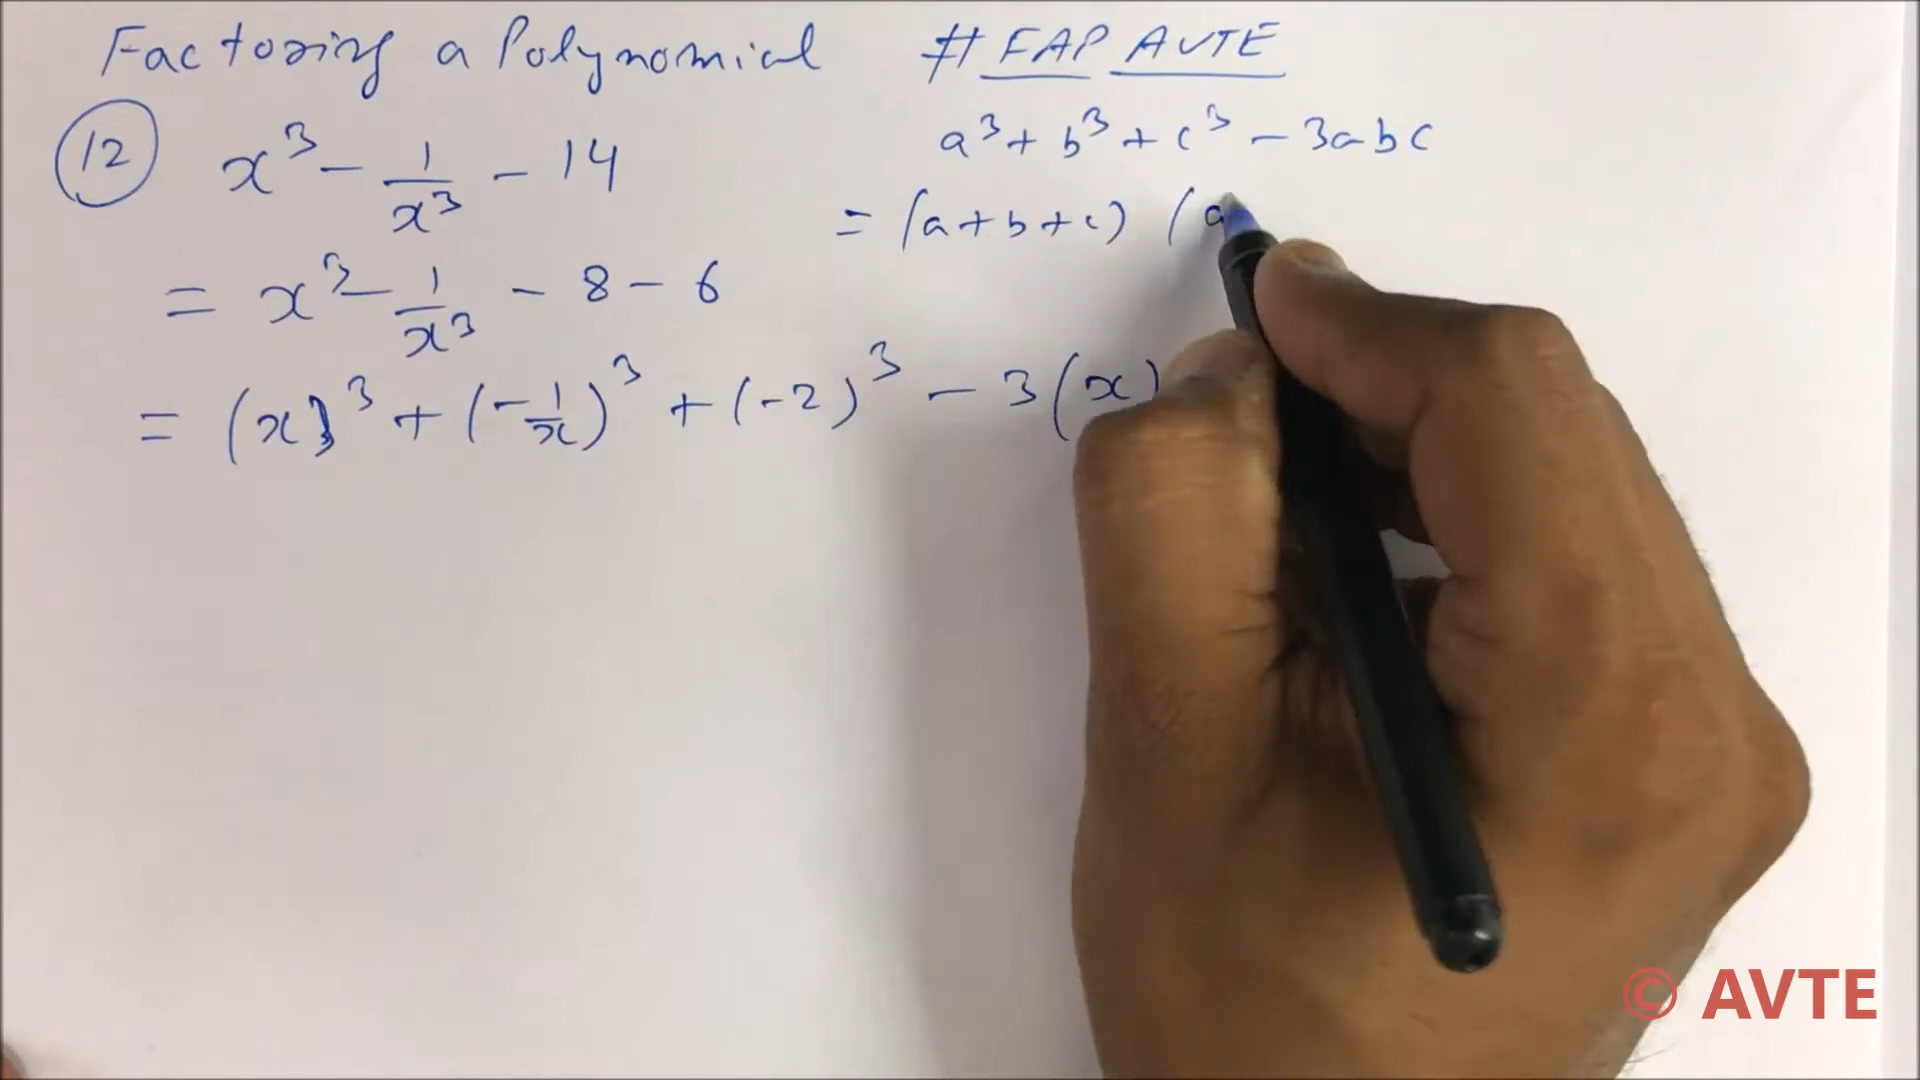 Factoring a Polynomial #FAP AVTE
12 x³ - 1/x³ - 14
a³ + b³ + c³ - 3abc
= (a+b+c) (a
= x³ - 1/x³ - 8 - 6
= (x)³ + (-1/x)³ + (-2)³ - 3(x)
© AVTE